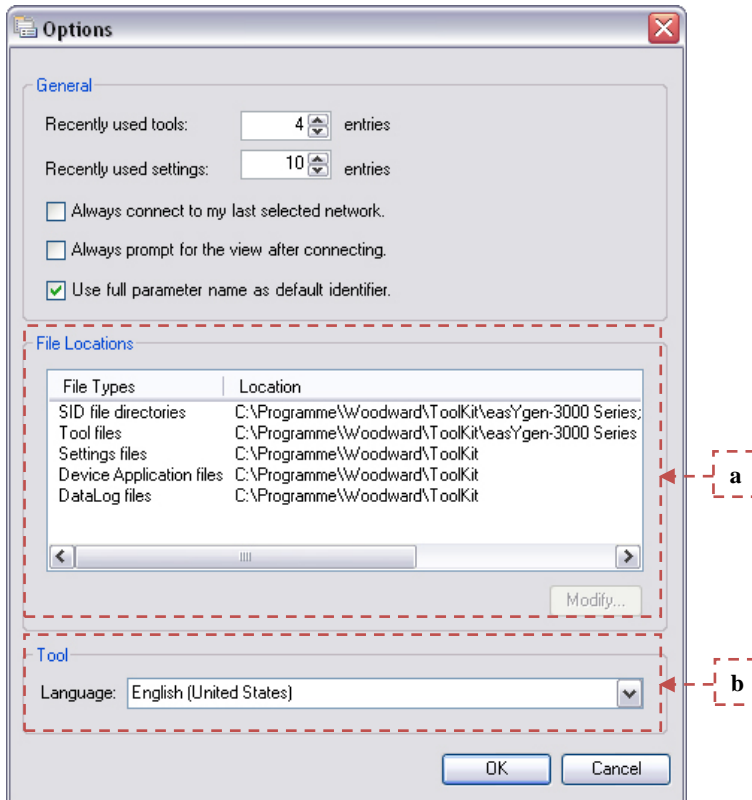 Options
General
Recently used tools: 4 entries
Recently used settings: 10 entries
Always connect to my last selected network.
Always prompt for the view after connecting.
Use full parameter name as default identifier.
File Locations
File Types Location
SID file directories C:\Programme\Woodward\ToolKit\easYgen-3000 Series;
Tool files C:\Programme\Woodward\ToolKit\easYgen-3000 Series
Settings files C:\Programme\Woodward\ToolKit
Device Application files C:\Programme\Woodward\ToolKit
DataLog files C:\Programme\Woodward\ToolKit
a
Modify...
Tool
Language: English (United States)
b
OK Cancel